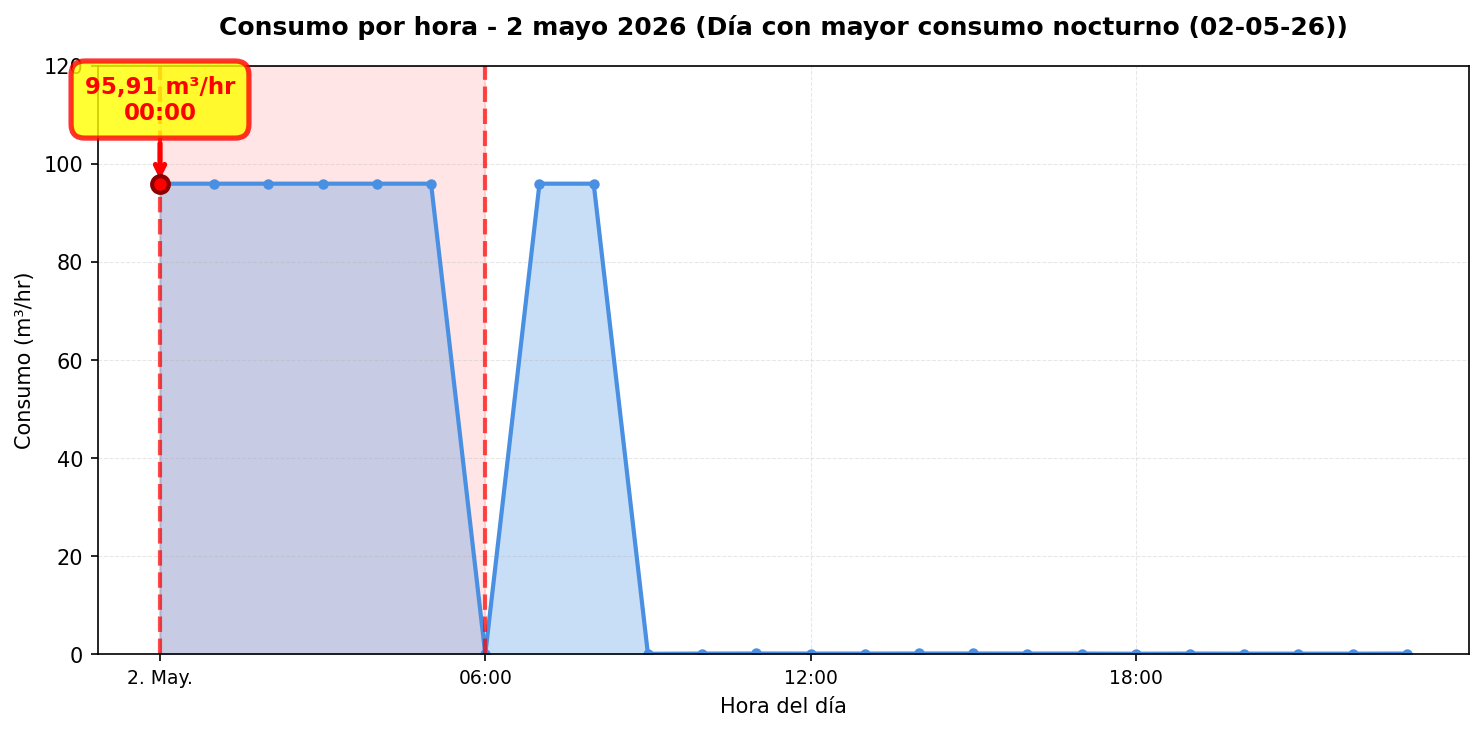 Consumo por hora - 2 mayo 2026 (Día con mayor consumo nocturno (02-05-26))
95,91 m³/hr
00:00
120
100
80
60
40
20
0
Consumo (m³/hr)
2. May.
06:00
12:00
18:00
Hora del día